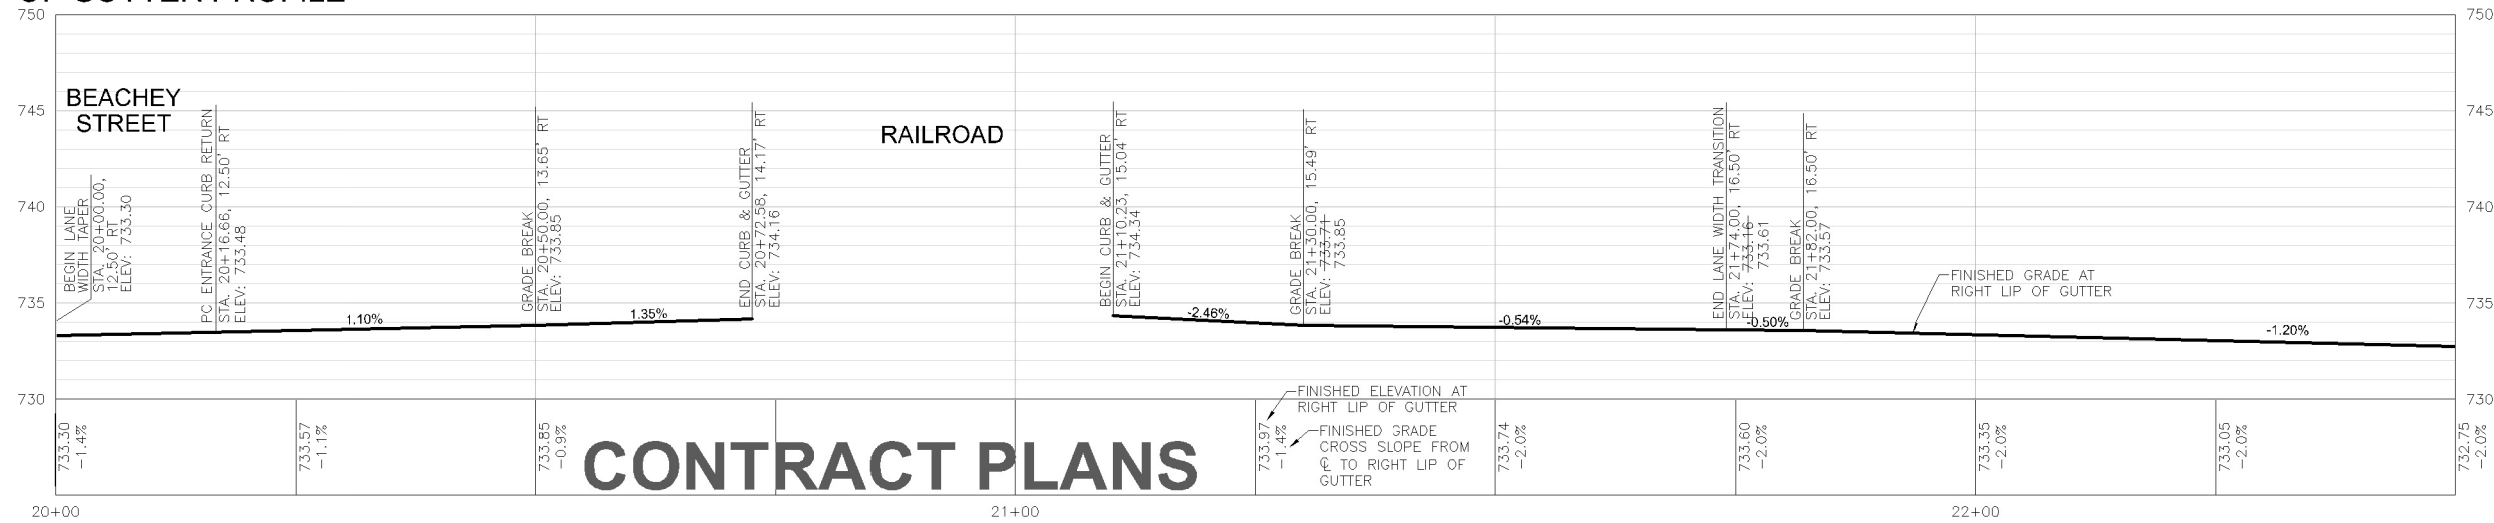 750
750
BEACHEY
STREET
745
745
RAILROAD
740
740
735
735
730
730
BEGIN LANE
WIDTH TAPER
STA. 20+00.00,
12.50' RT
ELEV: 733.30
PC ENTRANCE CURB RETURN
STA. 20+16.66, 12.50' RT
ELEV: 733.48
1.10%
GRADE BREAK
STA. 20+50.00, 13.65' RT
ELEV: 733.85
1.35%
END CURB & GUTTER
STA. 20+72.58, 14.17' RT
ELEV: 734.16
BEGIN CURB & GUTTER
STA. 21+10.23, 15.04' RT
ELEV: 734.34
-2.46%
GRADE BREAK
STA. 21+30.00, 15.49' RT
ELEV: 733.71
733.85
-0.54%
END LANE WIDTH TRANSITION
STA. 21+74.00, 16.50' RT
ELEV: 733.16
733.61
-0.50%
GRADE BREAK
STA. 21+82.00, 16.50' RT
ELEV: 733.57
FINISHED GRADE AT
RIGHT LIP OF GUTTER
-1.20%
FINISHED ELEVATION AT
RIGHT LIP OF GUTTER
FINISHED GRADE
CROSS SLOPE FROM
℄ TO RIGHT LIP OF
GUTTER
733.30
-1.4%
733.57
-1.1%
733.85
-0.9%
CONTRACT PLANS
733.97
-1.4%
733.74
-2.0%
733.60
-2.0%
733.35
-2.0%
733.05
-2.0%
732.75
-2.0%
20+00
21+00
22+00